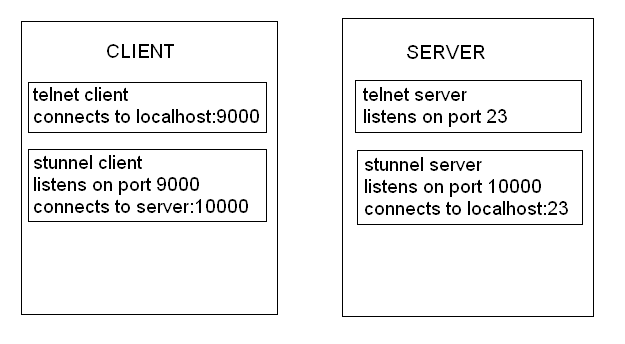 CLIENT
telnet client
connects to localhost:9000
stunnel client
listens on port 9000
connects to server:10000
SERVER
telnet server
listens on port 23
stunnel server
listens on port 10000
connects to localhost:23